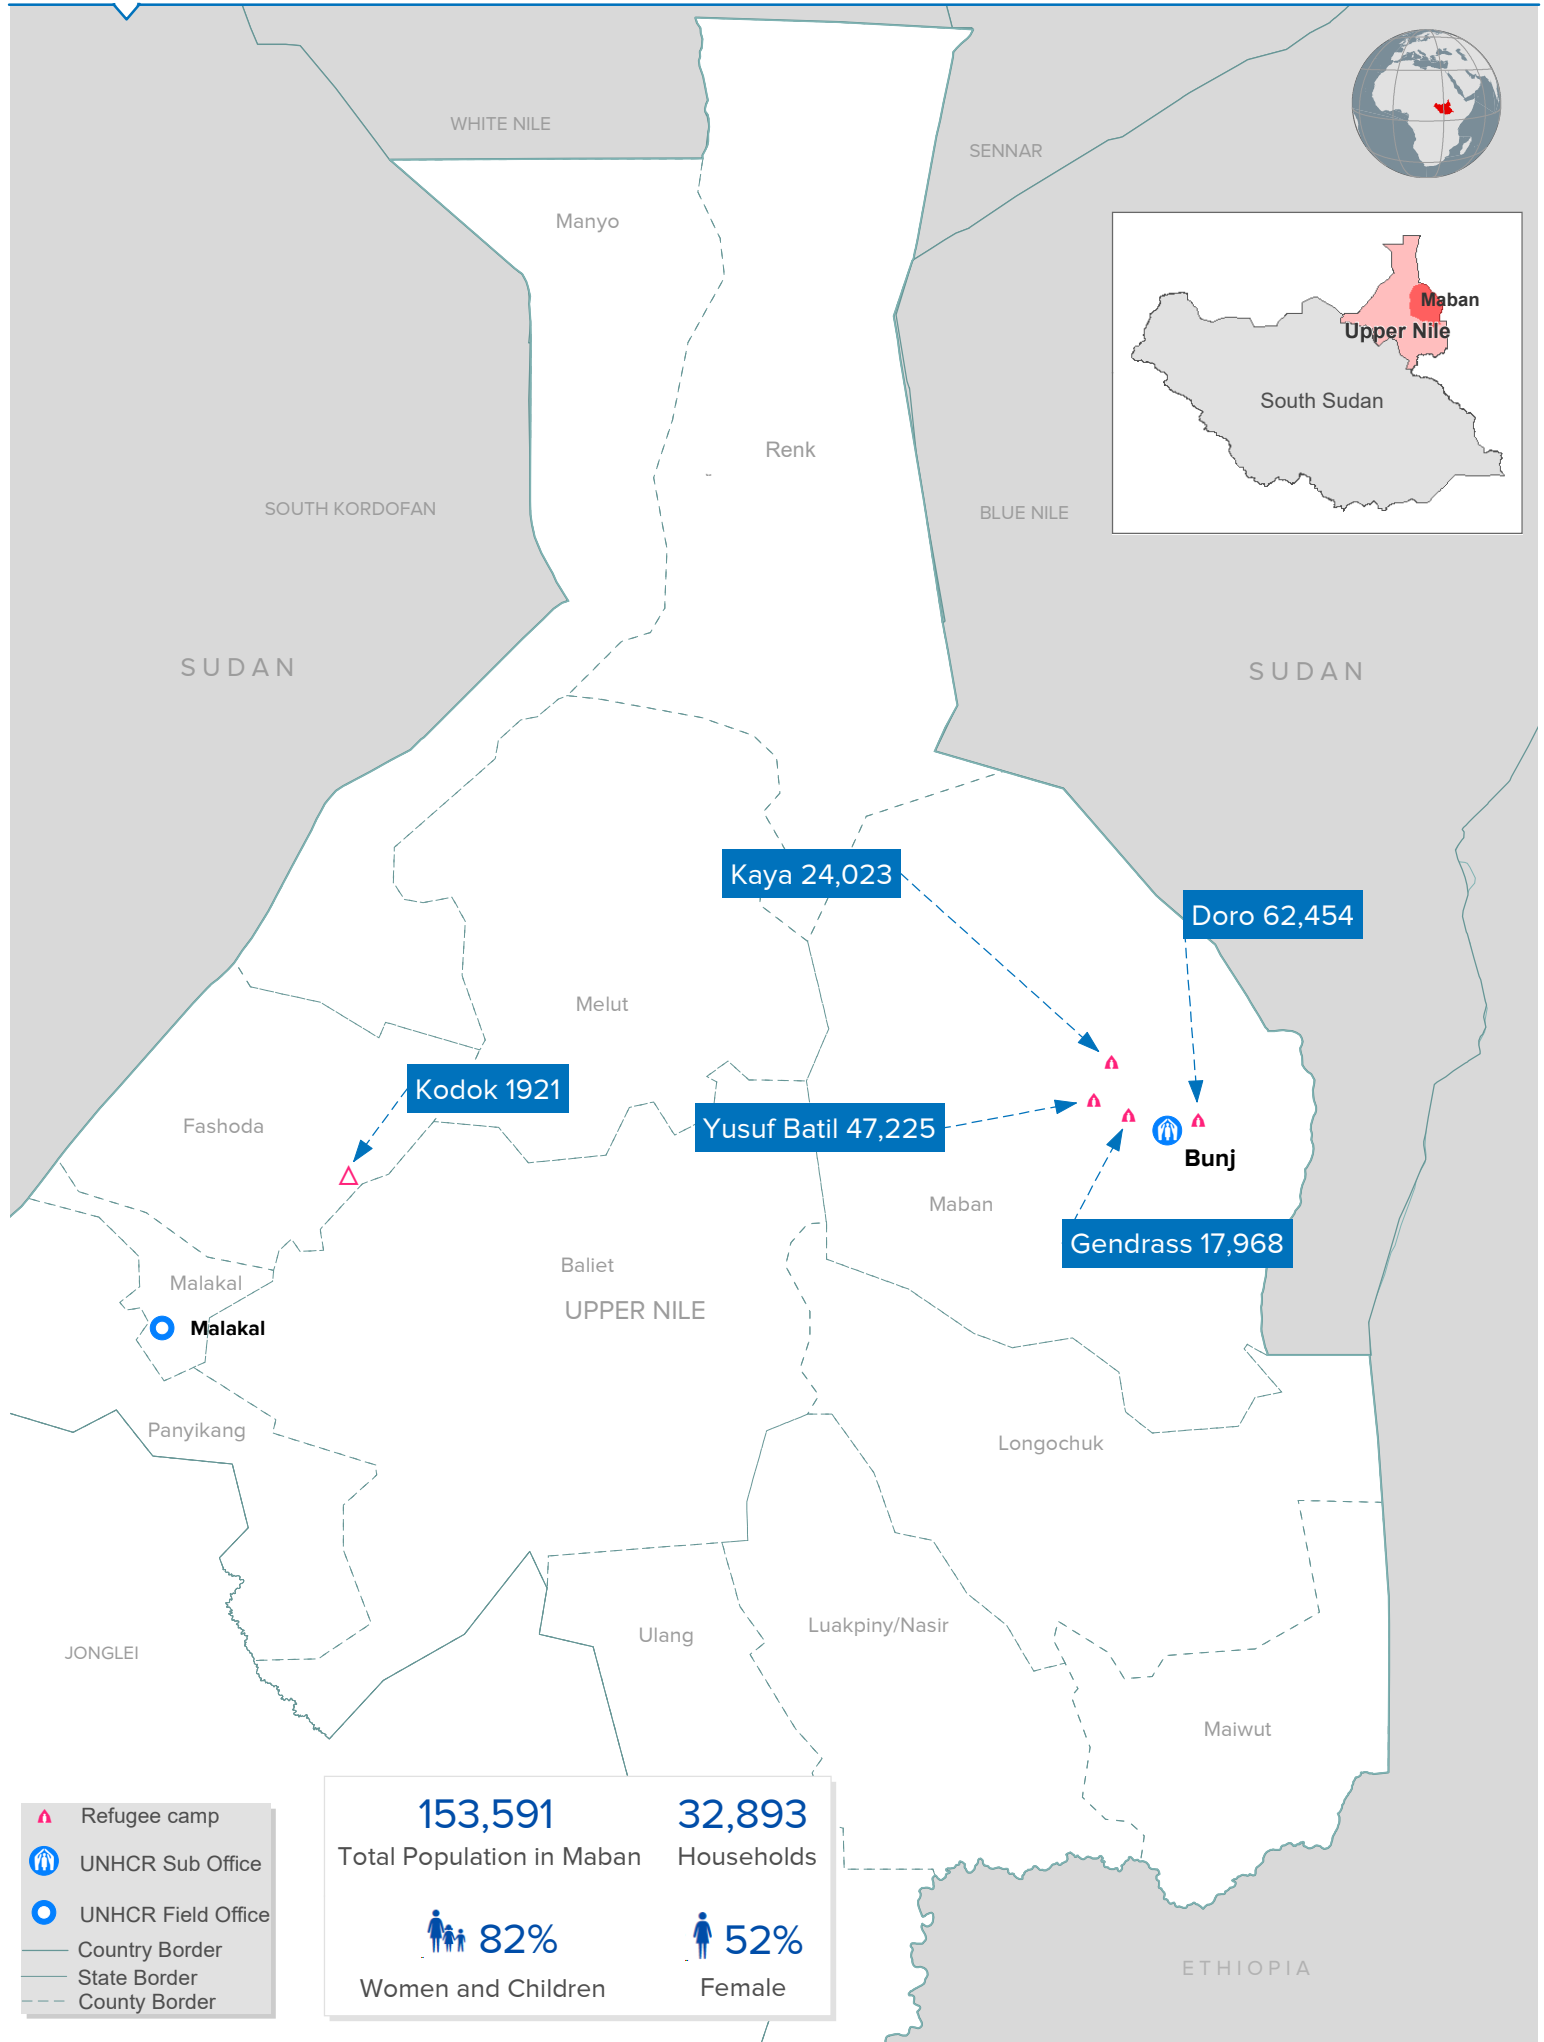 WHITE NILE
SENNAR
Manyo
Maban
Upper Nile
South Sudan
Renk
SOUTH KORDOFAN
BLUE NILE
SUDAN
SUDAN
Kaya 24,023
Doro 62,454
Melut
Kodok 1921
Fashoda
Yusuf Batil 47,225
Bunj
Maban
Gendrass 17,968
Baliet
Malakal
UPPER NILE
Malakal
Panyikang
Longochuk
Luakpiny/Nasir
Ulang
JONGLEI
Maiwut
153,591
Total Population in Maban
32,893
Households
82%
Women and Children
52%
Female
Refugee camp
UNHCR Sub Office
UNHCR Field Office
Country Border
State Border
County Border
ETHIOPIA